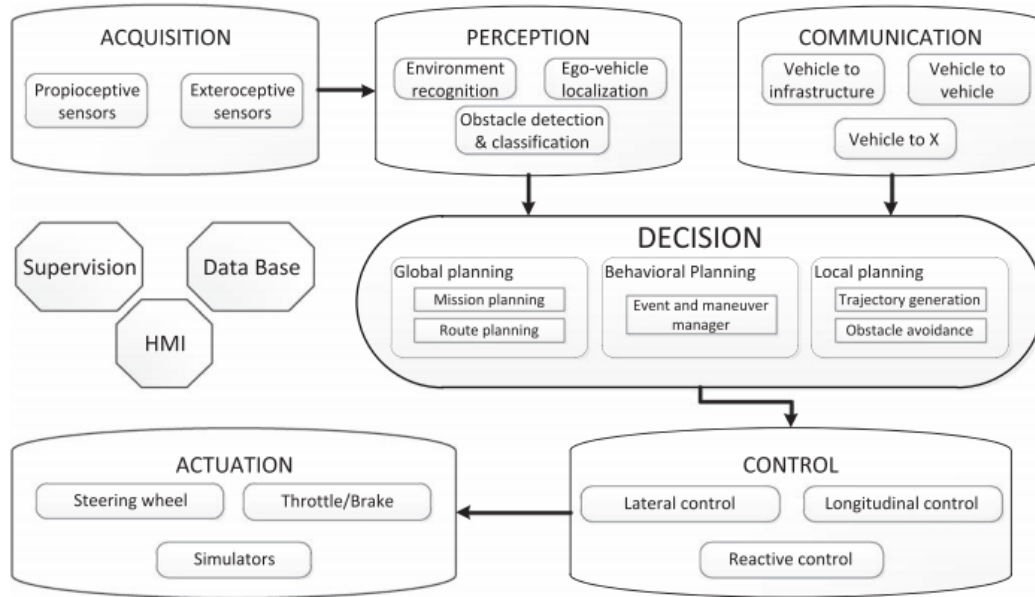 ACQUISITION
Propioceptive
sensors
Exteroceptive
sensors
PERCEPTION
Environment
recognition
Ego-vehicle
localization
Obstacle detection
& classification
COMMUNICATION
Vehicle to
infrastructure
Vehicle to
vehicle
Vehicle to X
Supervision
Data Base
HMI
DECISION
Global planning
Mission planning
Route planning
Behavioral Planning
Event and maneuver
manager
Local planning
Trajectory generation
Obstacle avoidance
ACTUATION
Steering wheel
Throttle/Brake
Simulators
CONTROL
Lateral control
Longitudinal control
Reactive control